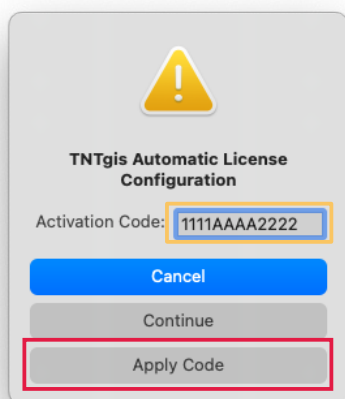 TNTgis Automatic License
Configuration
Activation Code: 1111AAAA2222
Cancel
Continue
Apply Code